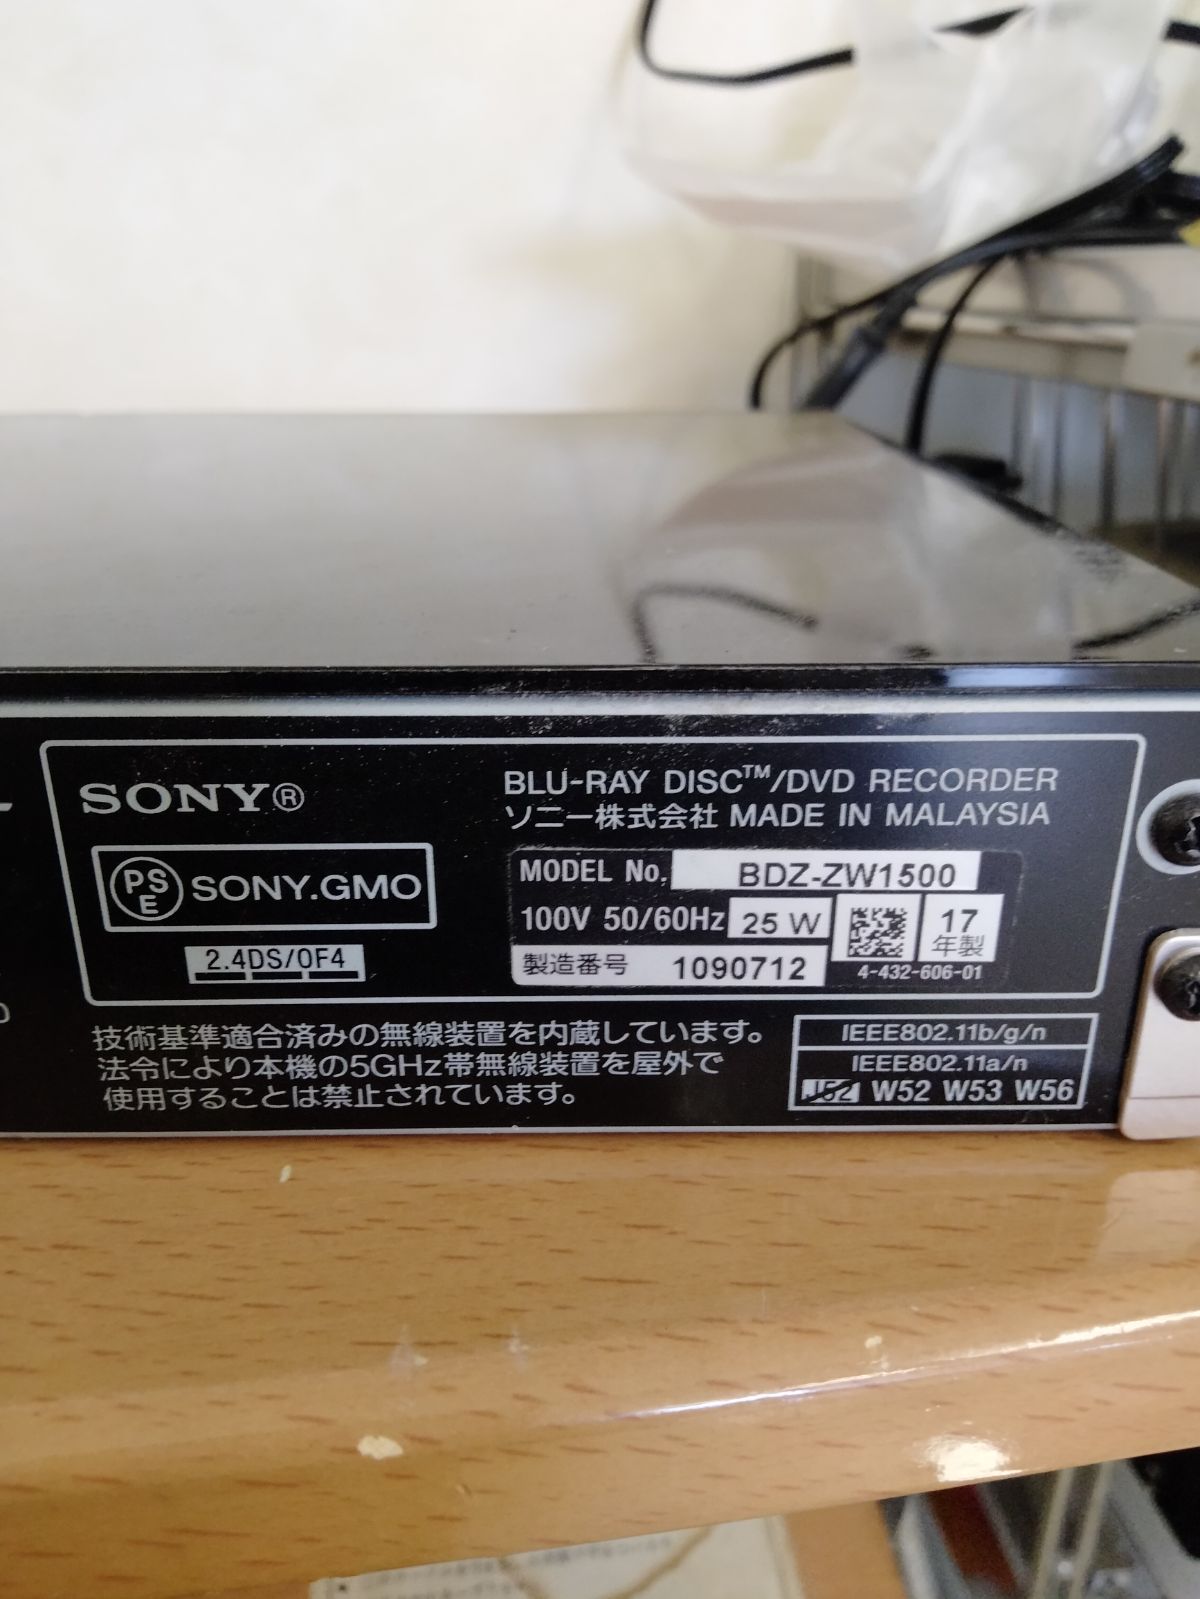 SONY®
BLU-RAY DISC™/DVD RECORDER
ソニー株式会社 MADE IN MALAYSIA
PSE SONY.GMO
2.4DS/OF4
MODEL No. BDZ-ZW1500
100V 50/60Hz 25 W
17
年製
製造番号 1090712
4-432-606-01
技術基準適合済みの無線装置を内蔵しています。
法令により本機の5GHz帯無線装置を屋外で
使用することは禁止されています。
IEEE802.11b/g/n
IEEE802.11a/n
J52 W52 W53 W56